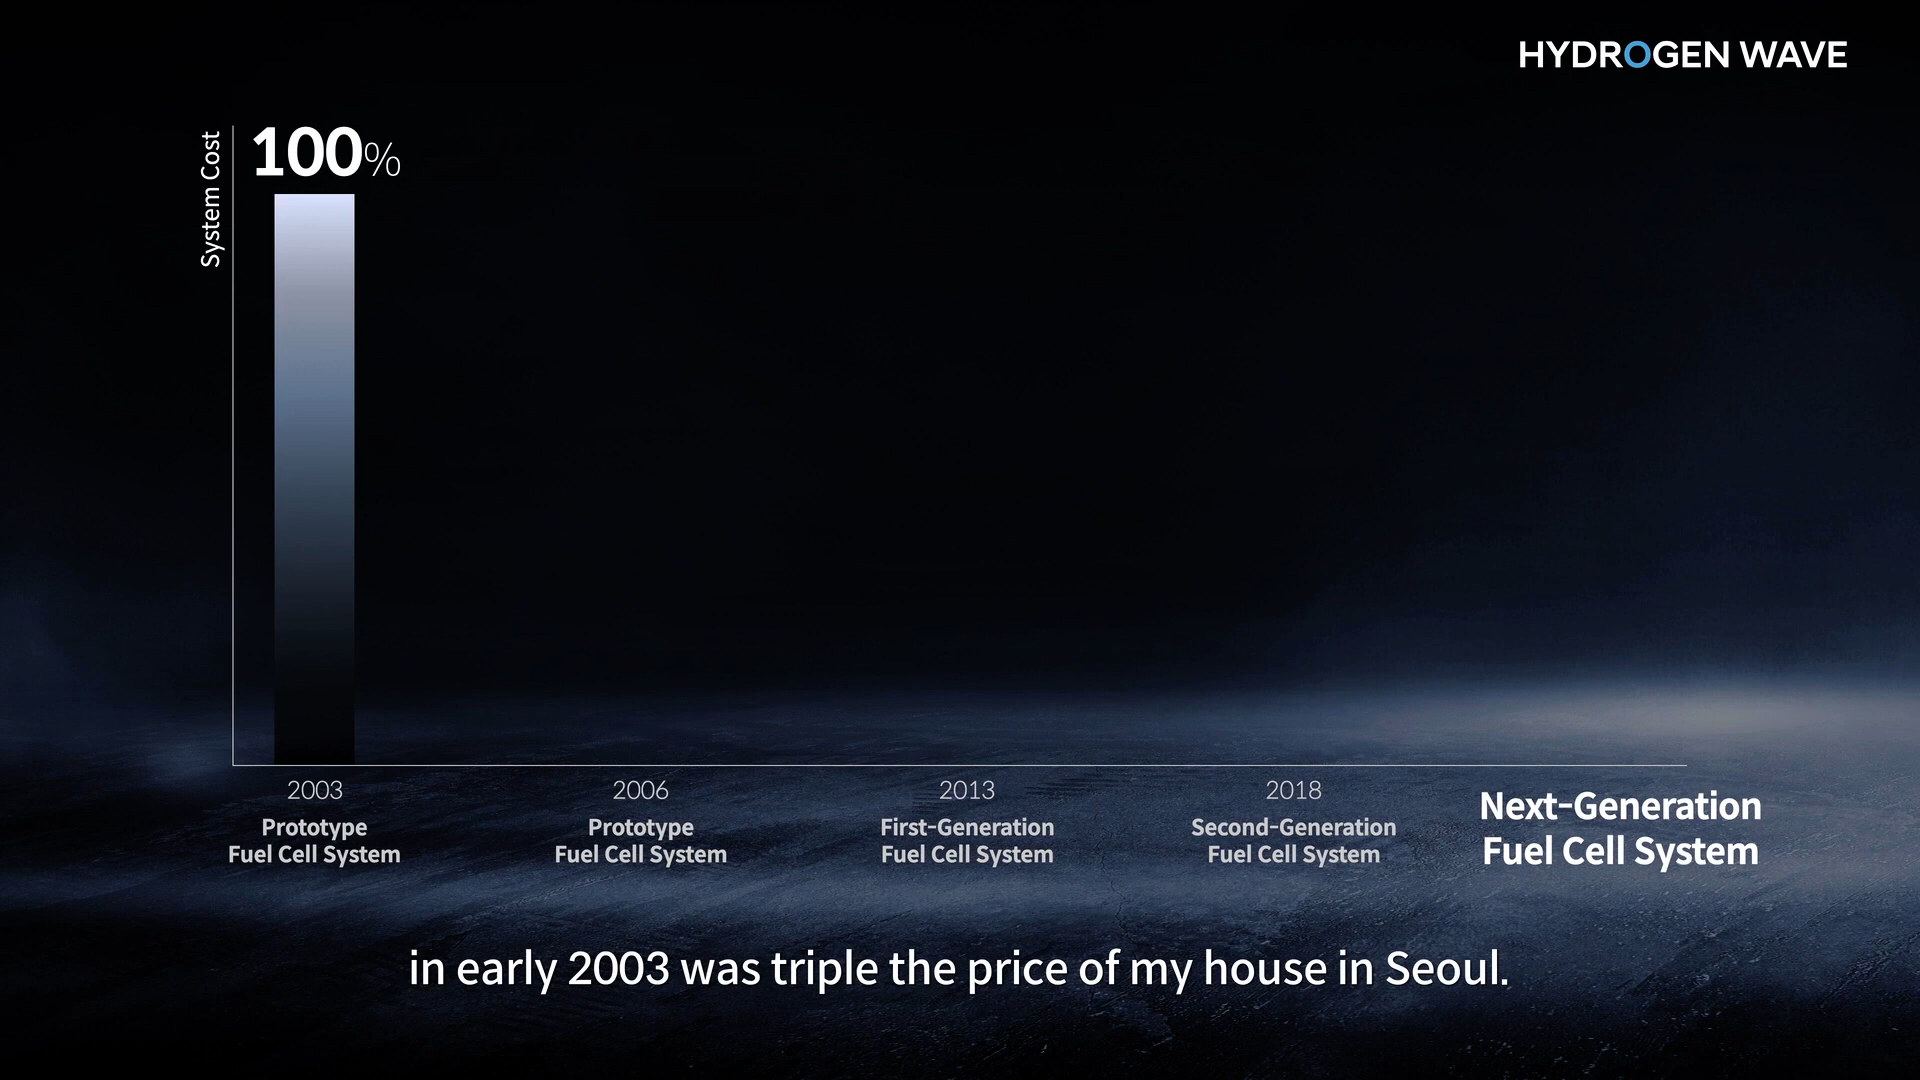 HYDROGEN WAVE
System Cost
100%
2003
Prototype
Fuel Cell System
2006
Prototype
Fuel Cell System
2013
First-Generation
Fuel Cell System
2018
Second-Generation
Fuel Cell System
Next-Generation
Fuel Cell System
in early 2003 was triple the price of my house in Seoul.